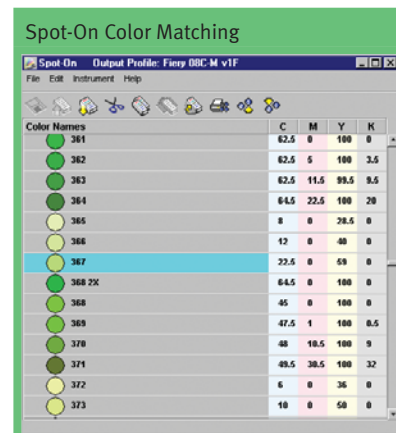 Spot-On Color Matching
Spot-On Output Profile: Fiery 08C-M v1F
File Edit Instrument Help
Color Names C M Y K
361 62.5 0 100 0
362 62.5 5 100 3.5
363 62.5 11.5 99.5 9.5
364 64.5 22.5 100 20
365 8 0 28.5 0
366 12 0 40 0
367 22.5 0 59 0
368 2X 64.5 0 100 0
368 45 0 100 0
369 47.5 1 100 0.5
370 48 10.5 100 9
371 49.5 30.5 100 32
372 6 0 36 0
373 10 0 50 0